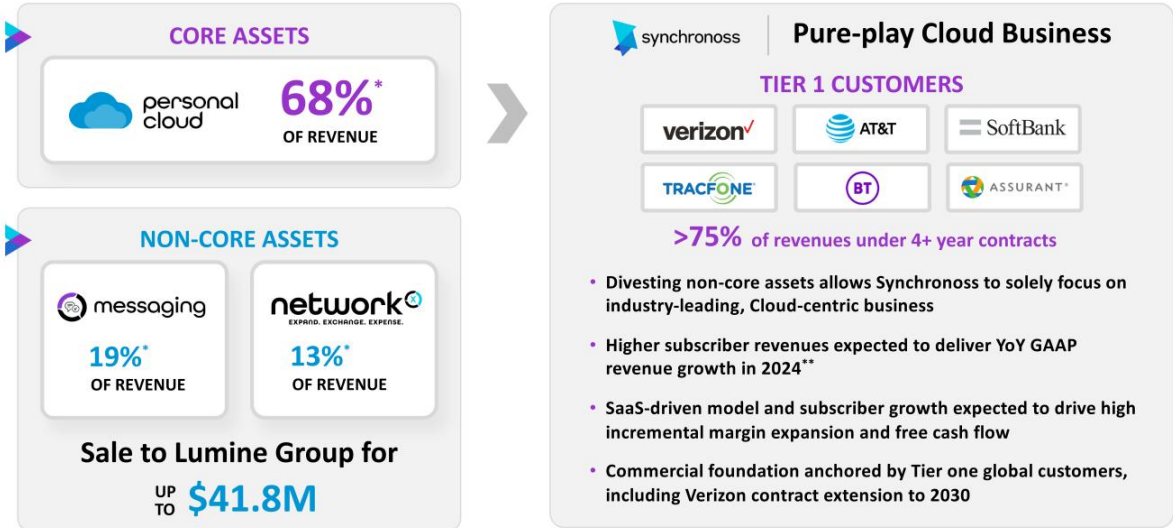 CORE ASSETS
personal
cloud
68%*
OF REVENUE
NON-CORE ASSETS
messaging
19%*
OF REVENUE
networkX
EXPAND. EXCHANGE. EXPENSE.
13%*
OF REVENUE
Sale to Lumine Group for
UP
TO
$41.8M
synchronoss
Pure-play Cloud Business
TIER 1 CUSTOMERS
verizon✓
AT&T
SoftBank
TRACFONE
BT
ASSURANT®
>75% of revenues under 4+ year contracts
• Divesting non-core assets allows Synchronoss to solely focus on
industry-leading, Cloud-centric business
• Higher subscriber revenues expected to deliver YoY GAAP
revenue growth in 2024**
• SaaS-driven model and subscriber growth expected to drive high
incremental margin expansion and free cash flow
• Commercial foundation anchored by Tier one global customers,
including Verizon contract extension to 2030